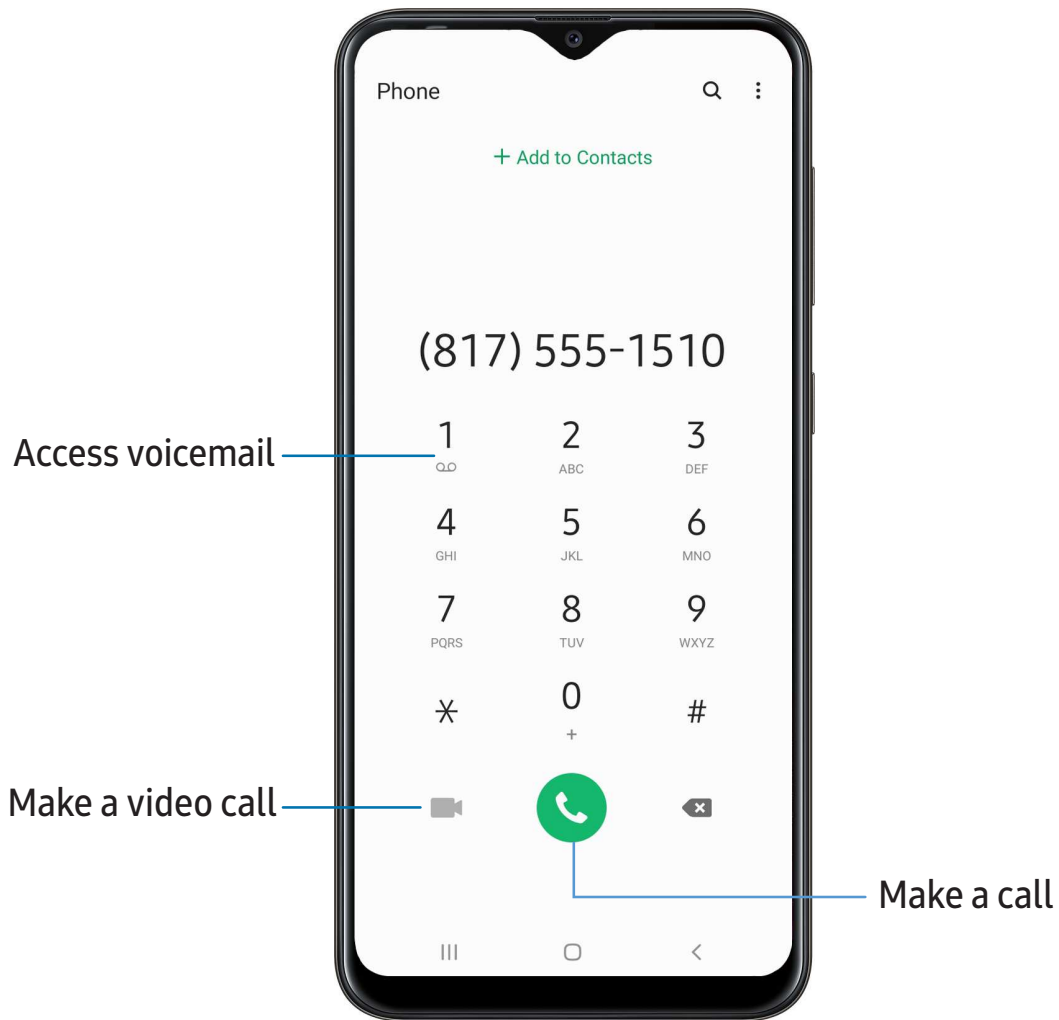 Phone
+ Add to Contacts
(817) 555-1510
1 2 3
ABC DEF
Access voicemail
4 5 6
GHI JKL MNO
7 8 9
PQRS TUV WXYZ
* 0 #
+
Make a video call
Make a call